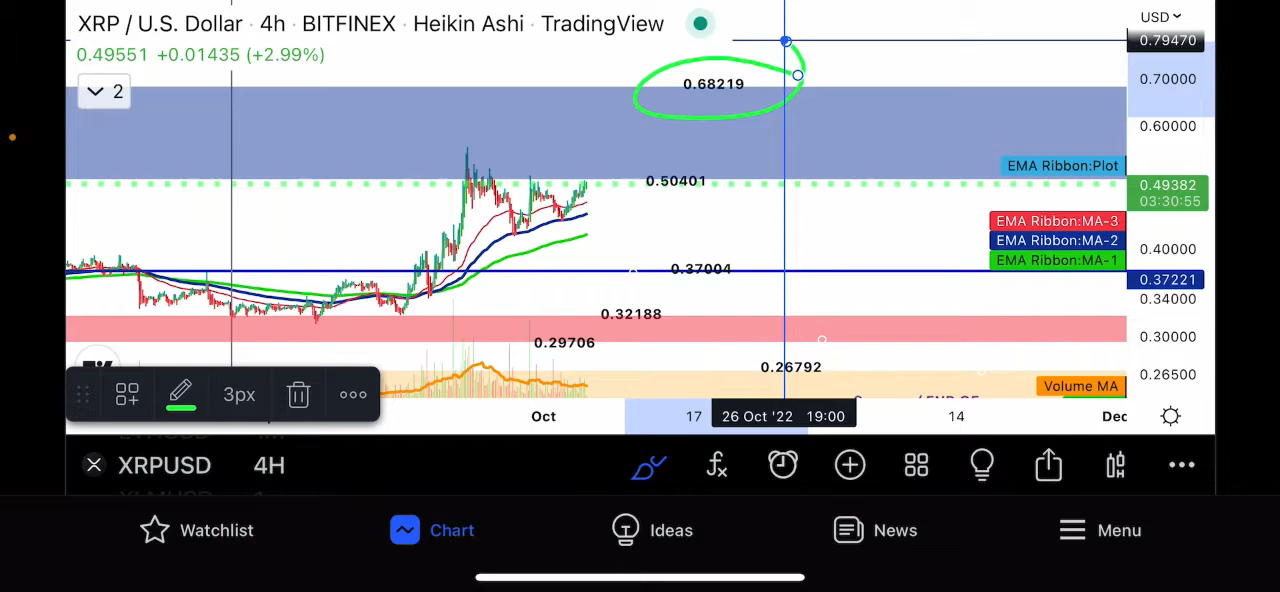 XRP / U.S. Dollar · 4h · BITFINEX · Heikin Ashi · TradingView
USD
0.49551 +0.01435 (+2.99%)
0.79470
2
0.68219
0.70000
0.60000
EMA Ribbon:Plot
0.50401
0.49382
03:30:55
EMA Ribbon:MA-3
EMA Ribbon:MA-2
0.40000
EMA Ribbon:MA-1
0.37004
0.37221
0.34000
0.32188
0.30000
0.29706
0.26792
0.26500
Volume MA
3px
Oct
17
26 Oct '22 19:00
14
Dec
XRPUSD 4H
Watchlist
Chart
Ideas
News
Menu